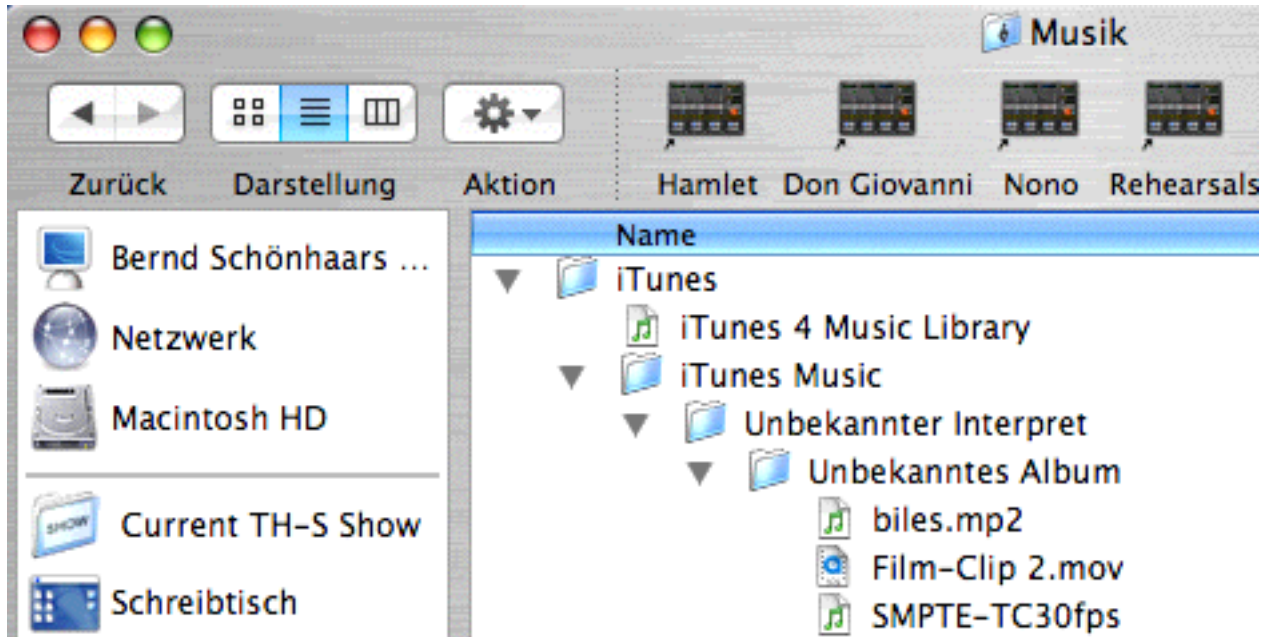 Musik
Zurück Darstellung Aktion Hamlet Don Giovanni Nono Rehearsals
Bernd Schönhaars ...
Netzwerk
Macintosh HD
SHOW
Current TH-S Show
Schreibtisch
Name
iTunes
iTunes 4 Music Library
iTunes Music
Unbekannter Interpret
Unbekanntes Album
biles.mp2
Film-Clip 2.mov
SMPTE-TC30fps